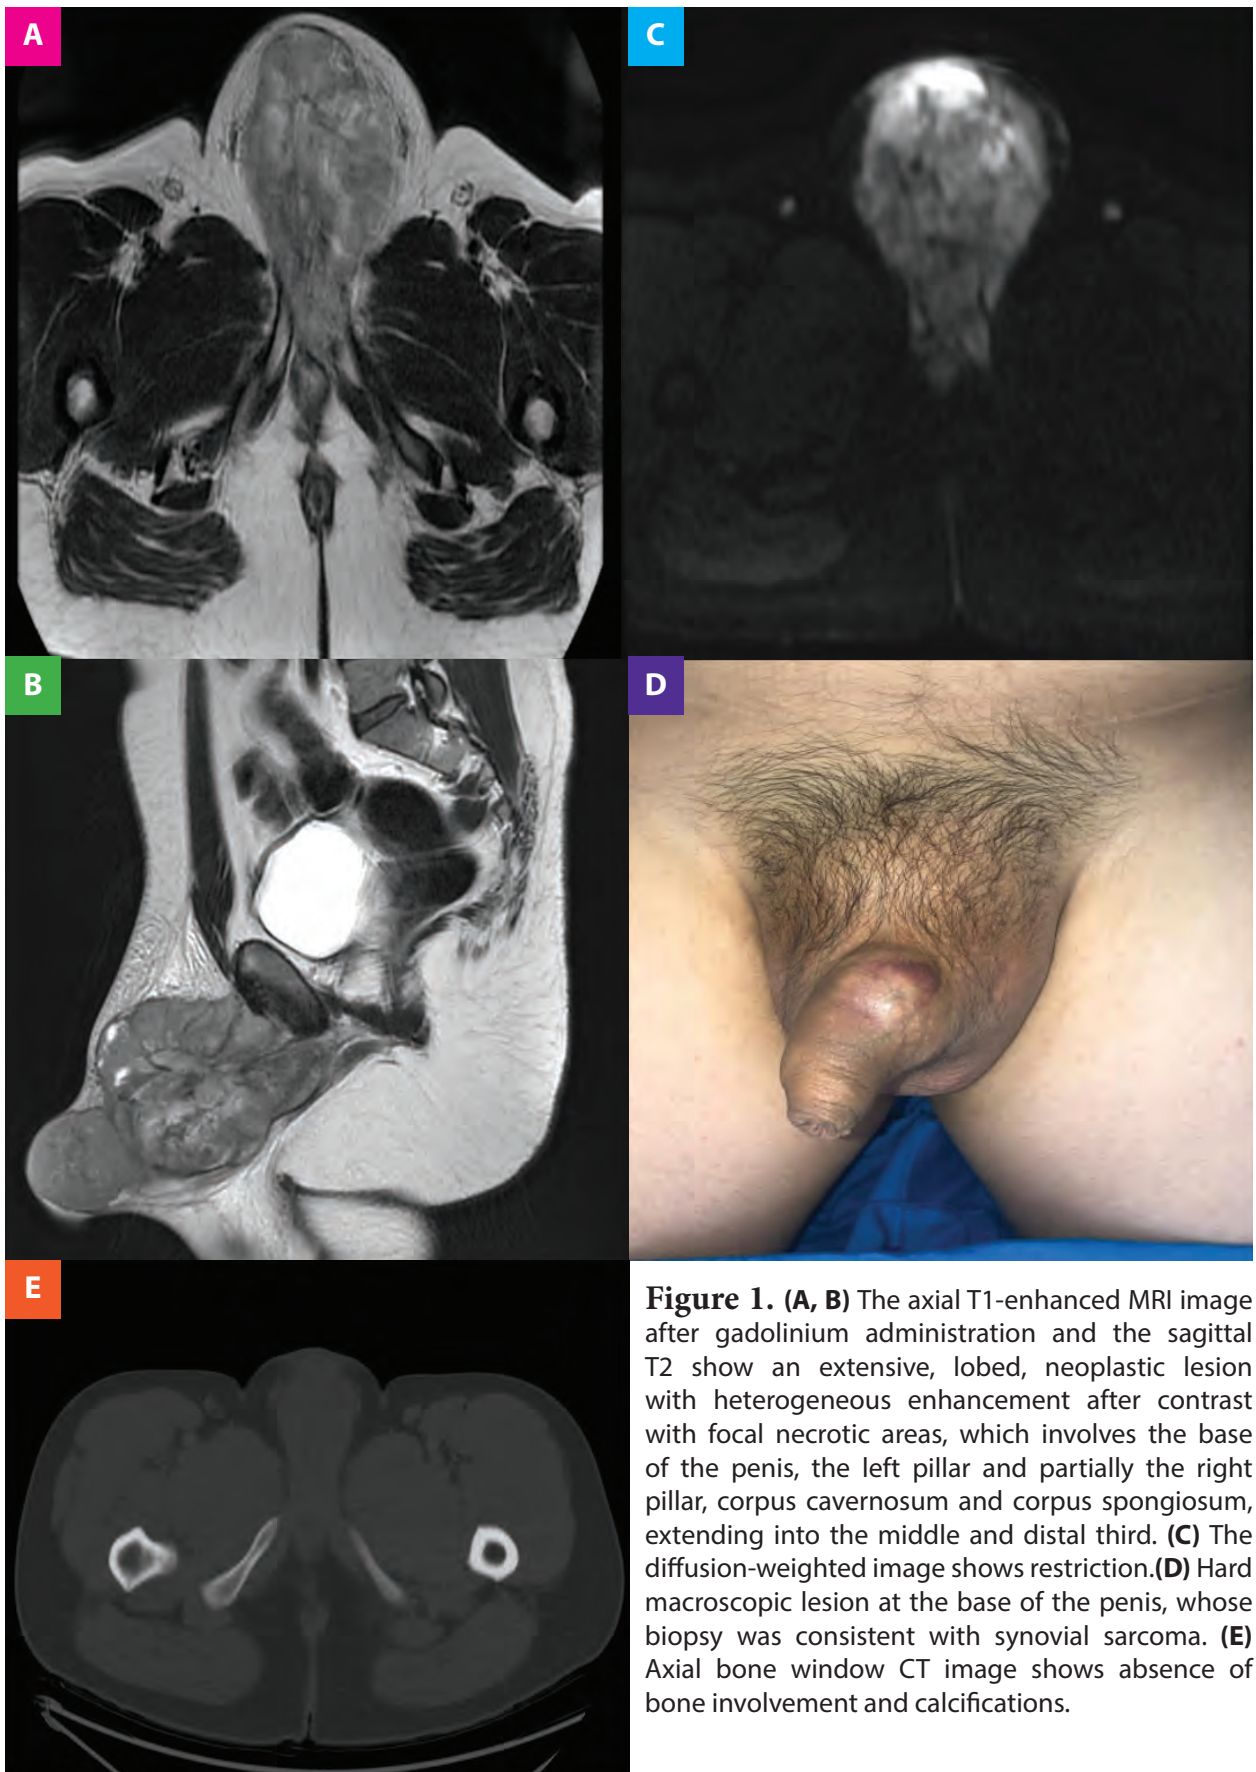 A
C
B
D
E
Figure 1. (A, B) The axial T1-enhanced MRI image
after gadolinium administration and the sagittal
T2 show an extensive, lobed, neoplastic lesion
with heterogeneous enhancement after contrast
with focal necrotic areas, which involves the base
of the penis, the left pillar and partially the right
pillar, corpus cavernosum and corpus spongiosum,
extending into the middle and distal third. (C) The
diffusion-weighted image shows restriction.(D) Hard
macroscopic lesion at the base of the penis, whose
biopsy was consistent with synovial sarcoma. (E)
Axial bone window CT image shows absence of
bone involvement and calcifications.